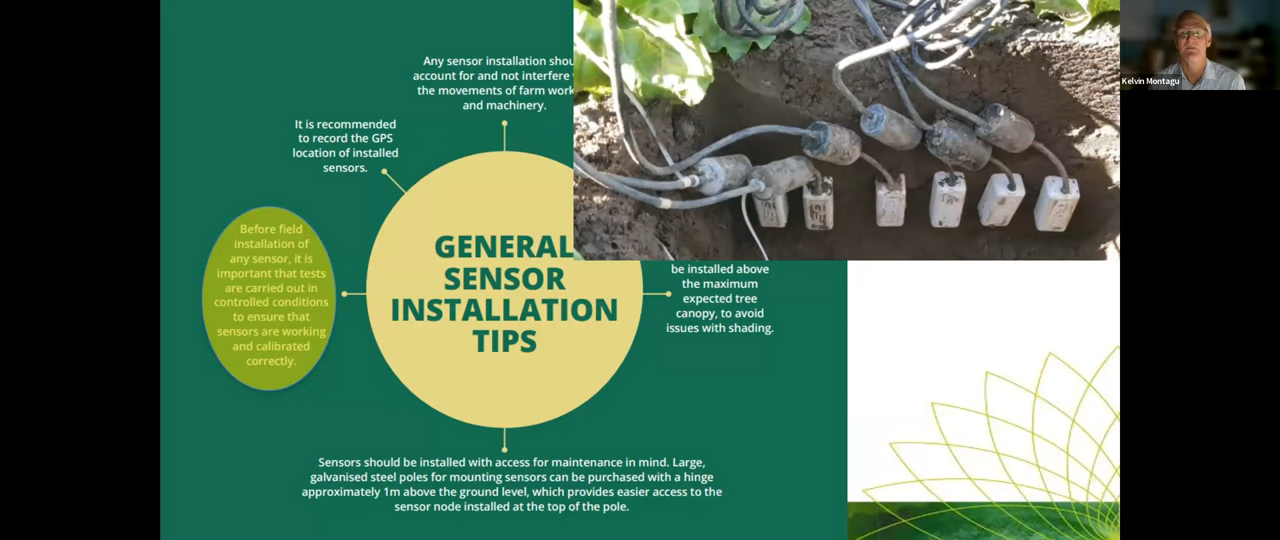 Any sensor installation shou
account for and not interfere
the movements of farm work
and machinery.
It is recommended
to record the GPS
location of installed
sensors.
Before field
installation of
any sensor, it is
important that tests
are carried out in
controlled conditions
to ensure that
sensors are working
and calibrated
correctly.
GENERAL
SENSOR
INSTALLATION
TIPS
be installed above
the maximum
expected tree
canopy, to avoid
issues with shading.
Sensors should be installed with access for maintenance in mind. Large,
galvanised steel poles for mounting sensors can be purchased with a hinge
approximately 1m above the ground level, which provides easier access to the
sensor node installed at the top of the pole.
Kelvin Montagu